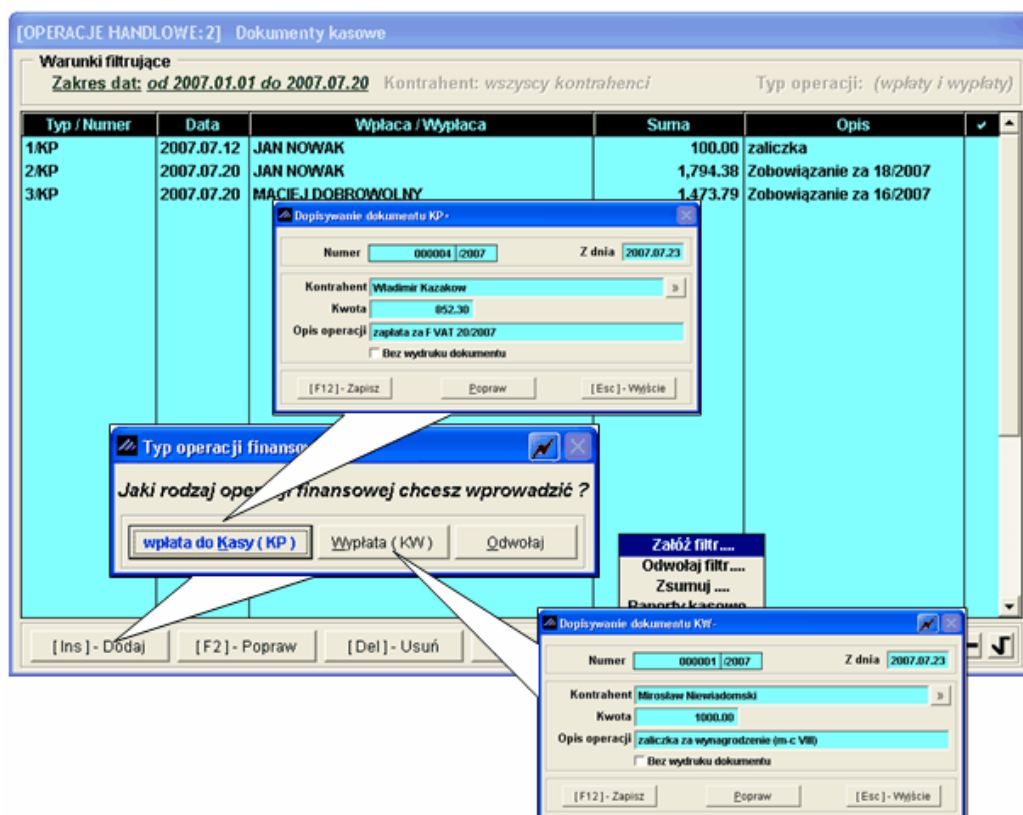 [OPERACJE HANDLOWE:2] Dokumenty kasowe
Warunki filtrujące
Zakres dat: od 2007.01.01 do 2007.07.20 Kontrahent: wszyscy kontrahenci Typ operacji: (wpłaty i wypłaty)
Typ / Numer Data Wpłaca / Wypłaca Suma Opis
1/KP 2007.07.12 JAN NOWAK 100.00 zaliczka
2/KP 2007.07.20 JAN NOWAK 1,794.38 Zobowiązanie za 18/2007
3/KP 2007.07.20 MACIEJ DOBROWOLNY 1,473.79 Zobowiązanie za 16/2007
Dopisywanie dokumentu KP+
Numer 000004 /2007 Z dnia 2007.07.23
Kontrahent Władimir Kazakow »
Kwota 852.30
Opis operacji zapłata za F VAT 20/2007
Bez wydruku dokumentu
[F12] - Zapisz Popraw [Esc] - Wyjście
Typ operacji
Jaki rodzaj finansowej chcesz wprowadzić ?
wpłata do Kasy ( KP ) Wypłata ( KW ) Odwołaj
Załóż filtr....
Odwołaj filtr....
Zsumuj ....
Raporty kasowe
[Ins] - Dodaj [F2] - Popraw [Del] - Usuń
Dopisywanie dokumentu KW-
Numer 000001 /2007 Z dnia 2007.07.23
Kontrahent Mirosław Niewiadomski »
Kwota 1000.00
Opis operacji zaliczka za wynagrodzenie (m-c VIII)
Bez wydruku dokumentu
[F12] - Zapisz Popraw [Esc] - Wyjście